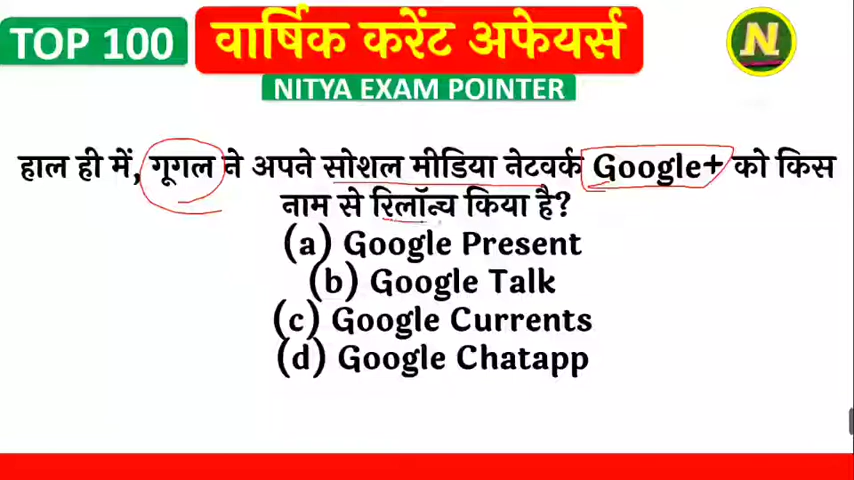 TOP 100
वार्षिक करेंट अफेयर्स
N
NITYA EXAM POINTER
हाल ही में, गूगल ने अपने सोशल मीडिया नेटवर्क Google+ को किस
नाम से रिलॉन्च किया है?
(a) Google Present
(b) Google Talk
(c) Google Currents
(d) Google Chatapp